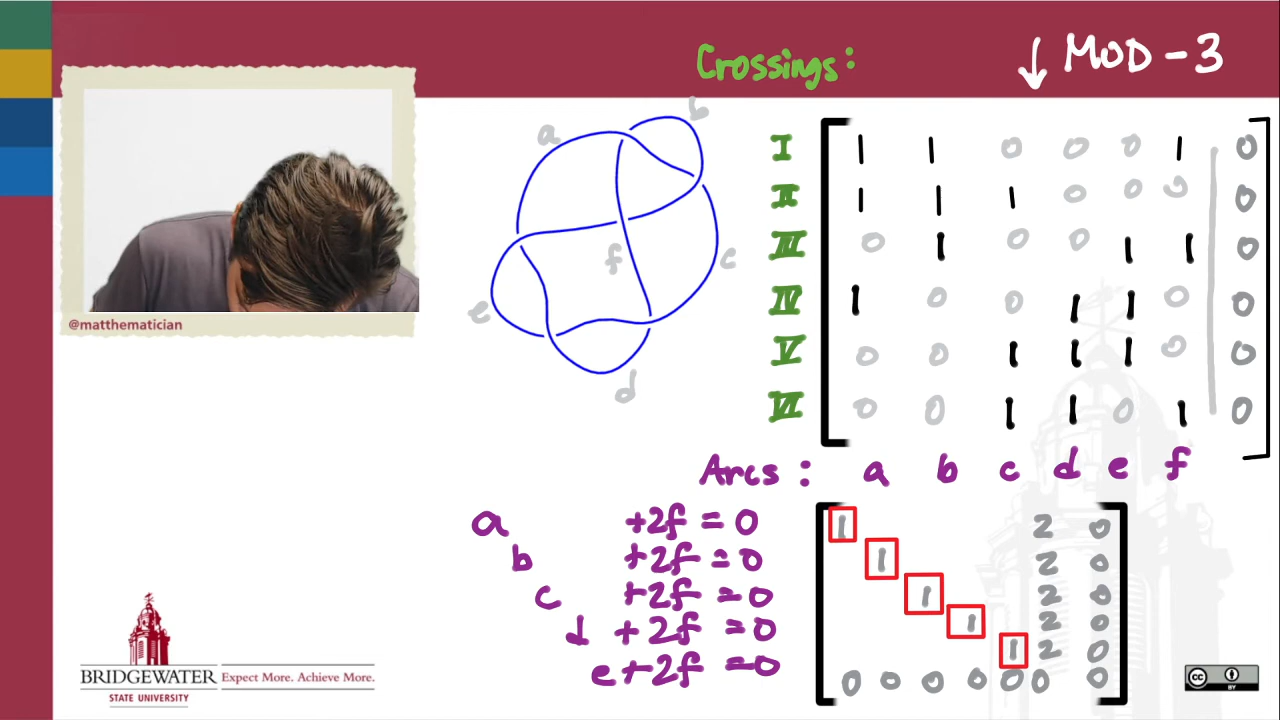 Crossings: ↓ MOD-3
a b
c
f
e
d
I 1 1 0 0 0 1 | 0
II 1 1 1 0 0 0 0
III 0 1 0 0 1 1 0
IV 1 0 0 1 1 0 0
V 0 0 1 1 1 0 0
VI 0 0 1 1 0 1 0
Arcs: a b c d e f
@matthematician
a +2f = 0
b +2f = 0
c +2f = 0
d +2f = 0
e+2f = 0
1 2 0
1 2 0
1 2 0
1 2 0
1 2 0
0 0 0 0 0 0 0
BRIDGEWATER
STATE UNIVERSITY
Expect More. Achieve More.
cc BY